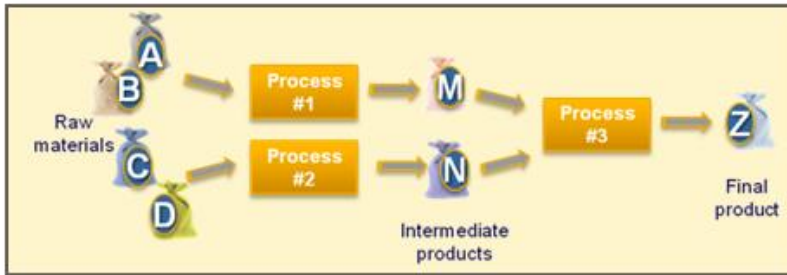 A
B
Raw
materials
C
D
Process
#1
Process
#2
M
N
Intermediate
products
Process
#3
Z
Final
product